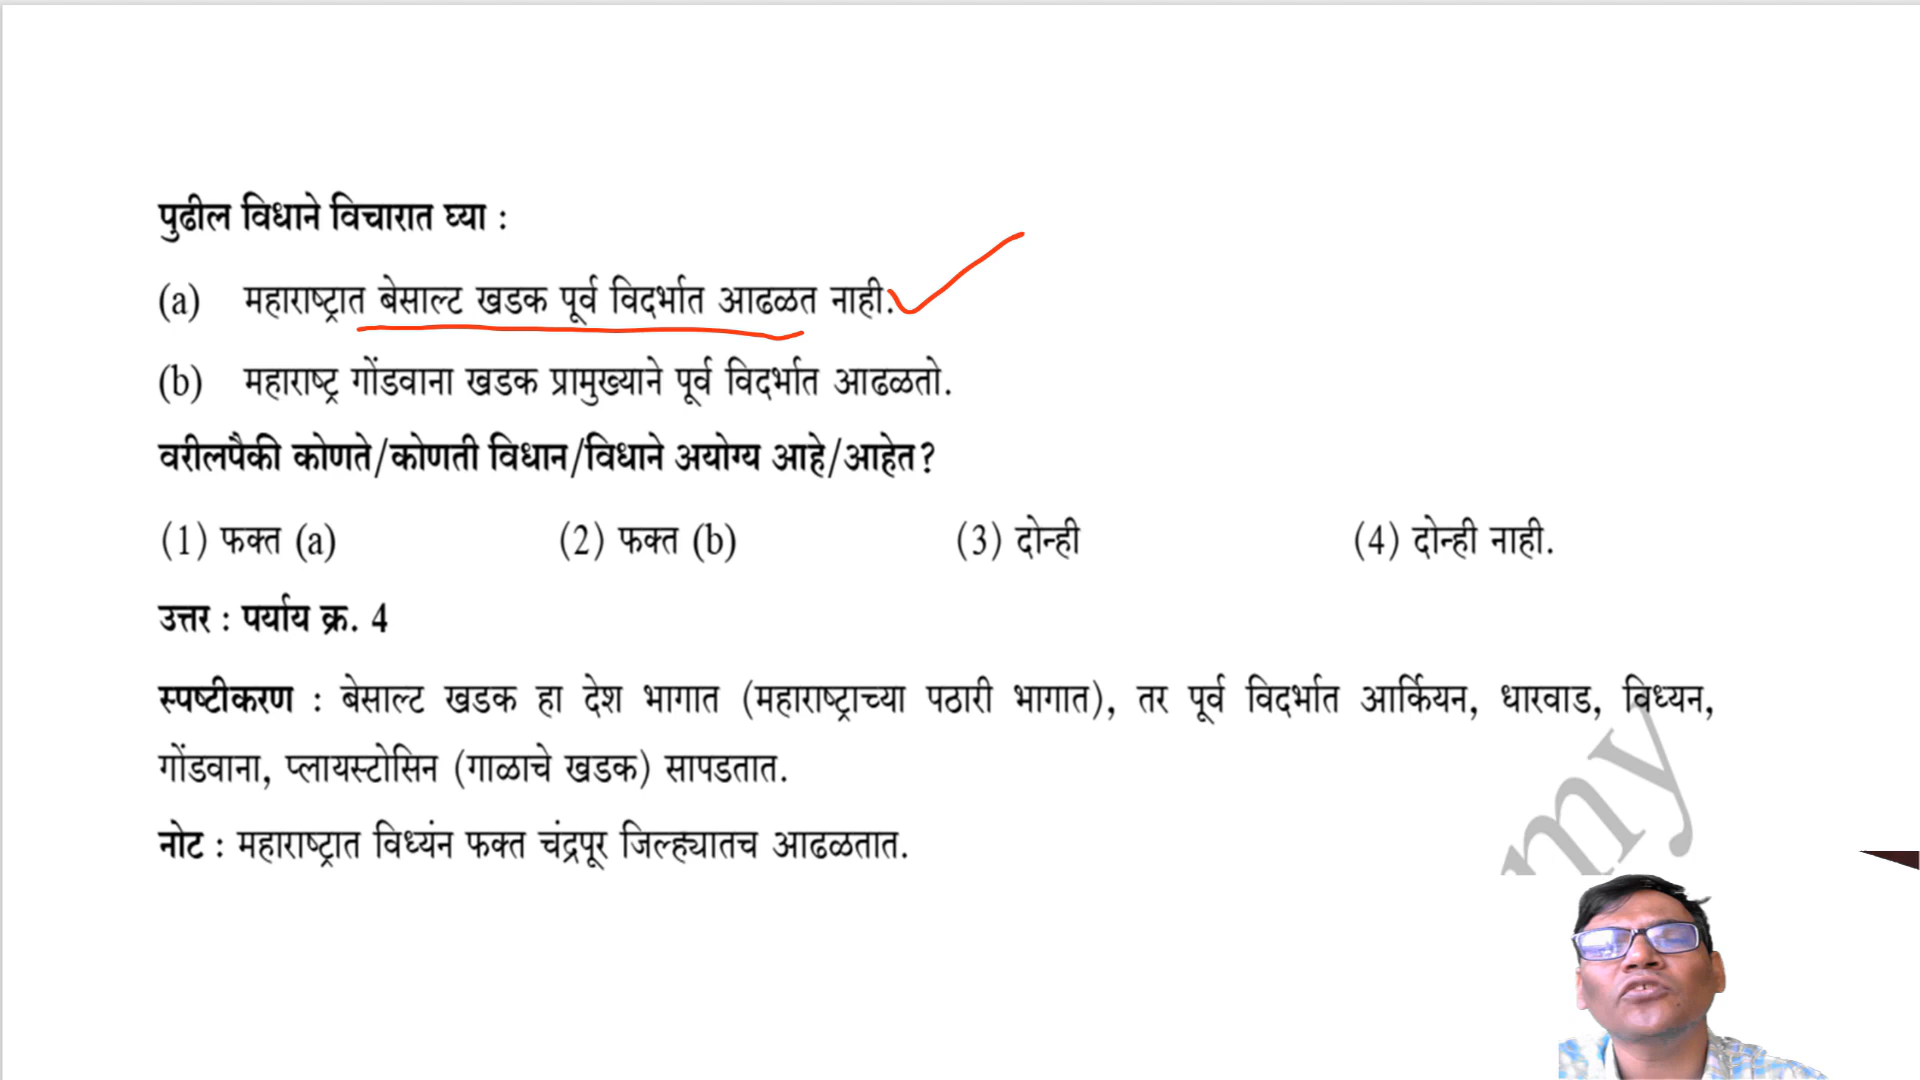 पुढील विधाने विचारात घ्या :
(a) महाराष्ट्रात बेसाल्ट खडक पूर्व विदर्भात आढळत नाही.
(b) महाराष्ट्र गोंडवाना खडक प्रामुख्याने पूर्व विदर्भात आढळतो.
वरीलपैकी कोणते/कोणती विधान/विधाने अयोग्य आहे/आहेत?
(1) फक्त (a) (2) फक्त (b) (3) दोन्ही (4) दोन्ही नाही.
उत्तर : पर्याय क्र. 4
स्पष्टीकरण : बेसाल्ट खडक हा देश भागात (महाराष्ट्राच्या पठारी भागात), तर पूर्व विदर्भात आर्कियन, धारवाड, विध्यन,
गोंडवाना, प्लायस्टोसिन (गाळाचे खडक) सापडतात.
नोट : महाराष्ट्रात विध्यंन फक्त चंद्रपूर जिल्ह्यातच आढळतात.
my